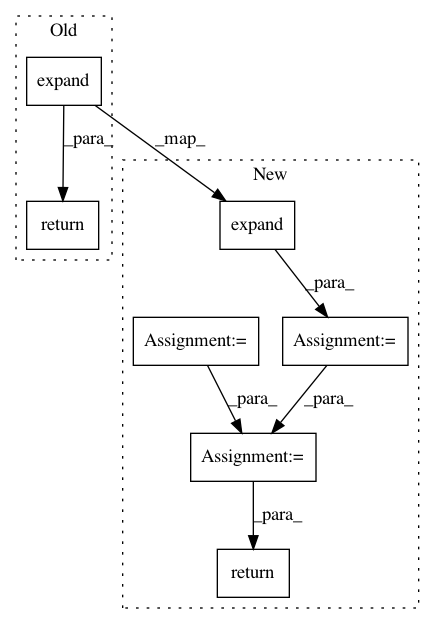 Old
expand
_para_
_map_
New
return
expand
_para_
Assignment:=
Assignment:=
_para_
_para_
Assignment:=
_para_
return